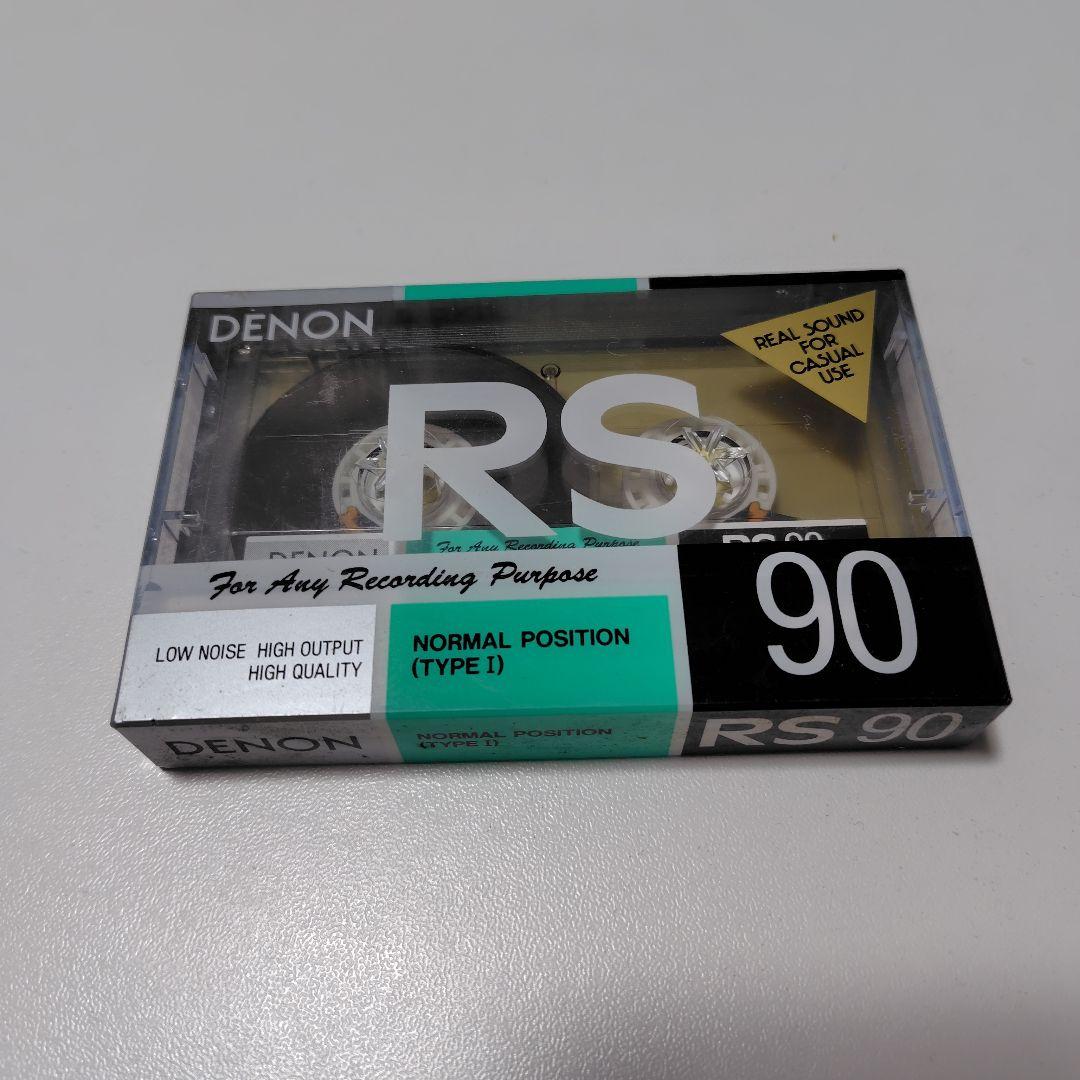 DENON
REAL SOUND
FOR
CASUAL
USE
RS
DENON
For Any Recording Purpose
RS 90
For Any Recording Purpose
90
LOW NOISE HIGH OUTPUT
HIGH QUALITY
NORMAL POSITION
(TYPE I)
DENON
NORMAL POSITION
(TYPE I)
RS 90